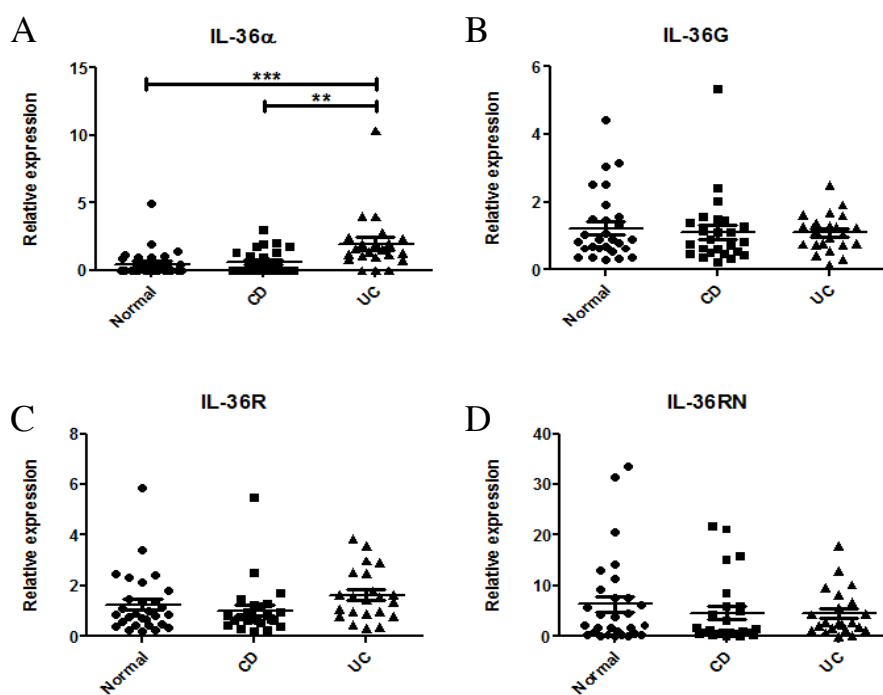 A
IL-36α
Relative expression
15
10
5
0
***
**
Normal
CD
UC
B
IL-36G
Relative expression
6
4
2
0
Normal
CD
UC
C
IL-36R
Relative expression
8
6
4
2
0
Normal
CD
UC
D
IL-36RN
Relative expression
40
30
20
10
0
Normal
CD
UC